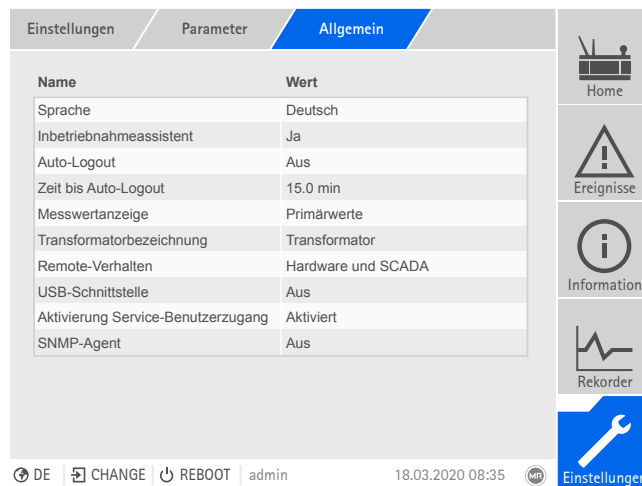 Einstellungen Parameter Allgemein
Name Wert
Sprache Deutsch
Inbetriebnahmeassistent Ja
Auto-Logout Aus
Zeit bis Auto-Logout 15.0 min
Messwertanzeige Primärwerte
Transformatorbezeichnung Transformator
Remote-Verhalten Hardware und SCADA
USB-Schnittstelle Aus
Aktivierung Service-Benutzerzugang Aktiviert
SNMP-Agent Aus
DE CHANGE REBOOT admin 18.03.2020 08:35 MR
Home
Ereignisse
Information
Rekorder
Einstellungen